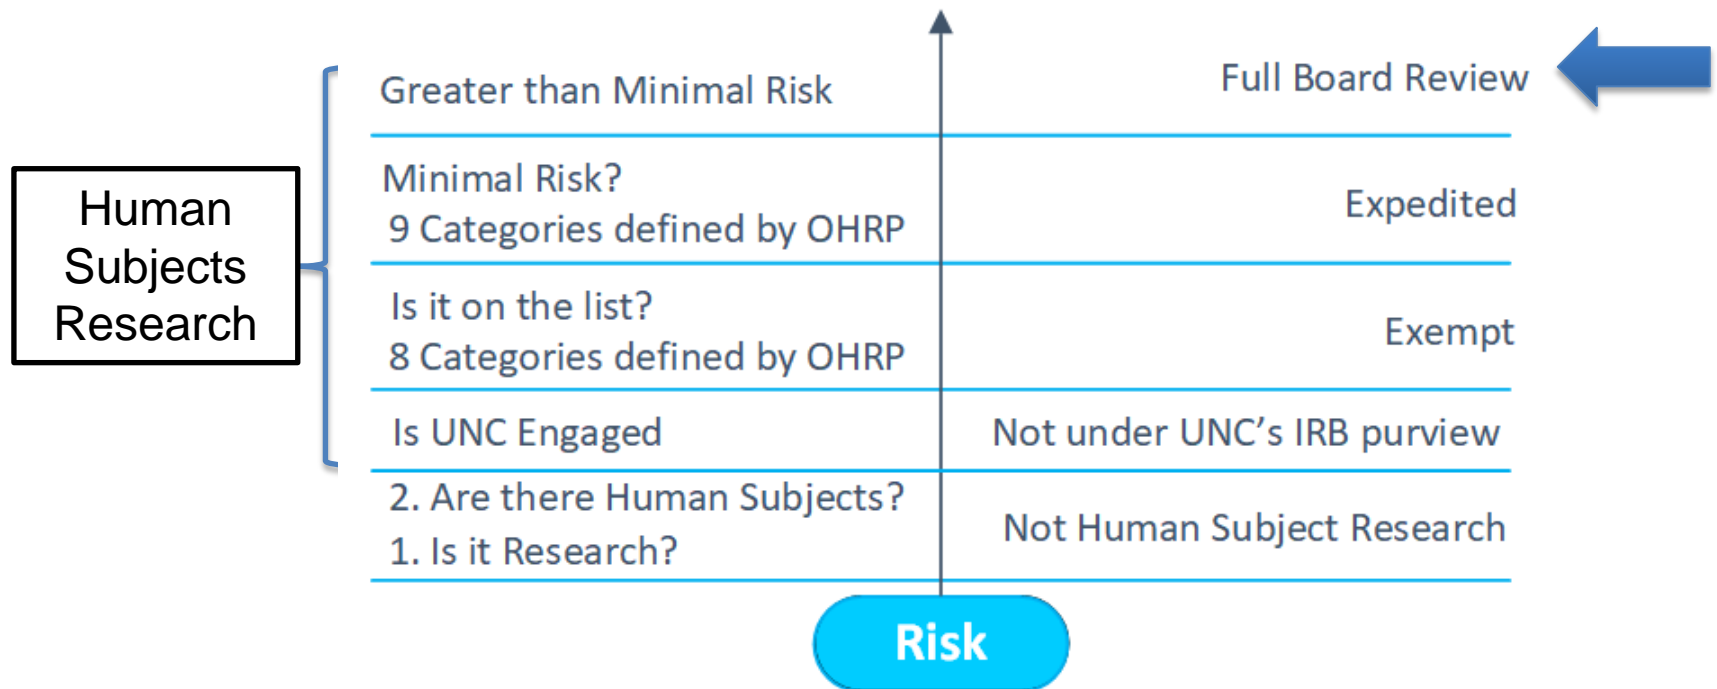 Greater than Minimal Risk
Full Board Review
Human
Subjects
Research
Minimal Risk?
9 Categories defined by OHRP
Expedited
Is it on the list?
8 Categories defined by OHRP
Exempt
Is UNC Engaged
Not under UNC’s IRB purview
2. Are there Human Subjects?
1. Is it Research?
Not Human Subject Research
Risk